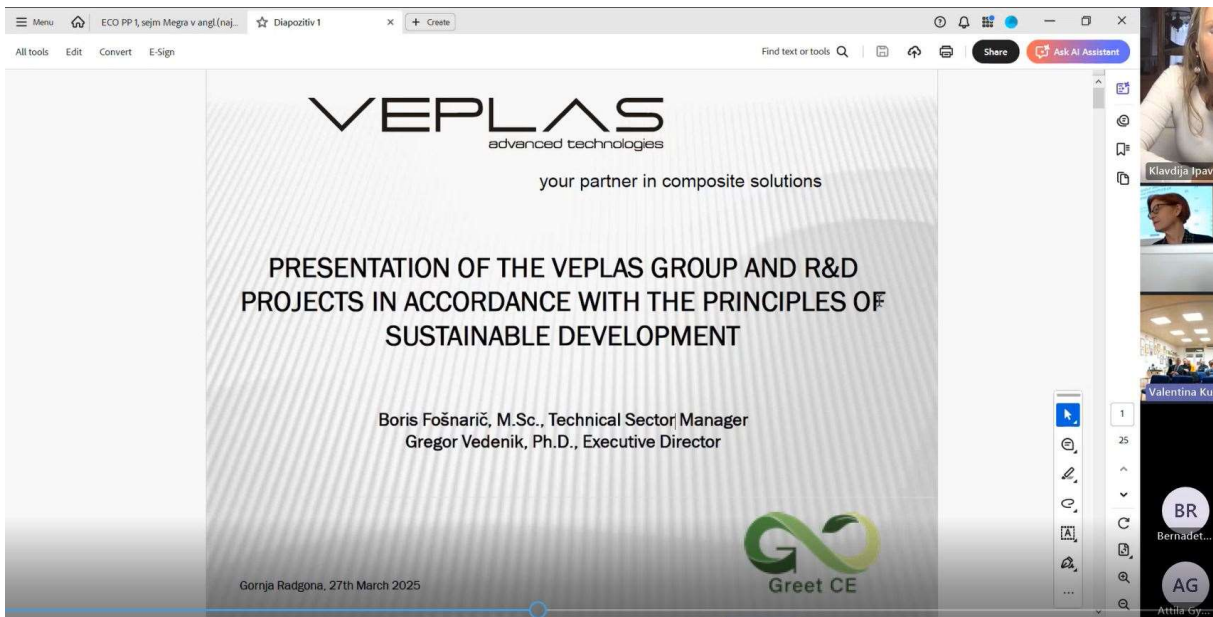 Menu
ECO PP 1, sejm Megra v angl.(naj...
Diapozitiv 1
+ Create
All tools Edit Convert E-Sign
Find text or tools
Share
Ask AI Assistant
VEPLAS
advanced technologies
your partner in composite solutions
PRESENTATION OF THE VEPLAS GROUP AND R&D
PROJECTS IN ACCORDANCE WITH THE PRINCIPLES OF
SUSTAINABLE DEVELOPMENT
Boris Fošnarič, M.Sc., Technical Sector Manager
Gregor Vedenik, Ph.D., Executive Director
Greet CE
Gornja Radgona, 27th March 2025
1
25
Klavdija Ipav
Valentina Ku
BR
Bernadet...
AG
Attila Gy...